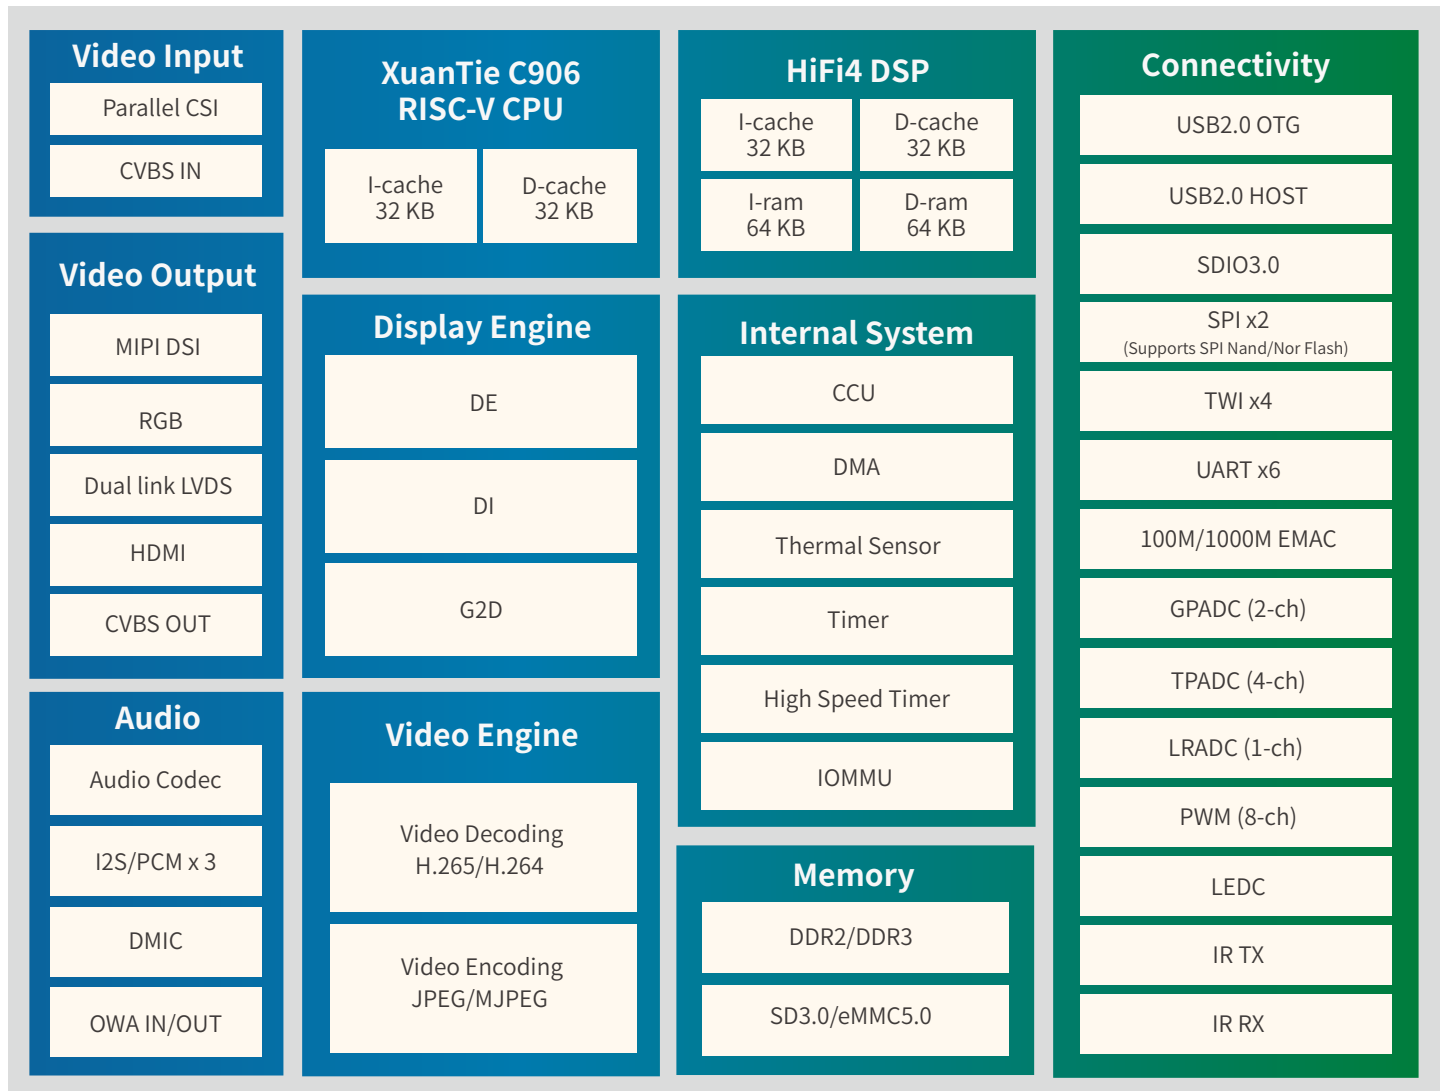 Video Input
Parallel CSI
CVBS IN
Video Output
MIPI DSI
RGB
Dual link LVDS
HDMI
CVBS OUT
Audio
Audio Codec
I2S/PCM x 3
DMIC
OWA IN/OUT
XuanTie C906
RISC-V CPU
I-cache
32 KB
D-cache
32 KB
Display Engine
DE
DI
G2D
Video Engine
Video Decoding
H.265/H.264
Video Encoding
JPEG/MJPEG
HiFi4 DSP
I-cache
32 KB
D-cache
32 KB
I-ram
64 KB
D-ram
64 KB
Internal System
CCU
DMA
Thermal Sensor
Timer
High Speed Timer
IOMMU
Memory
DDR2/DDR3
SD3.0/eMMC5.0
Connectivity
USB2.0 OTG
USB2.0 HOST
SDIO3.0
SPI x2
(Supports SPI Nand/Nor Flash)
TWI x4
UART x6
100M/1000M EMAC
GPADC (2-ch)
TPADC (4-ch)
LRADC (1-ch)
PWM (8-ch)
LEDC
IR TX
IR RX